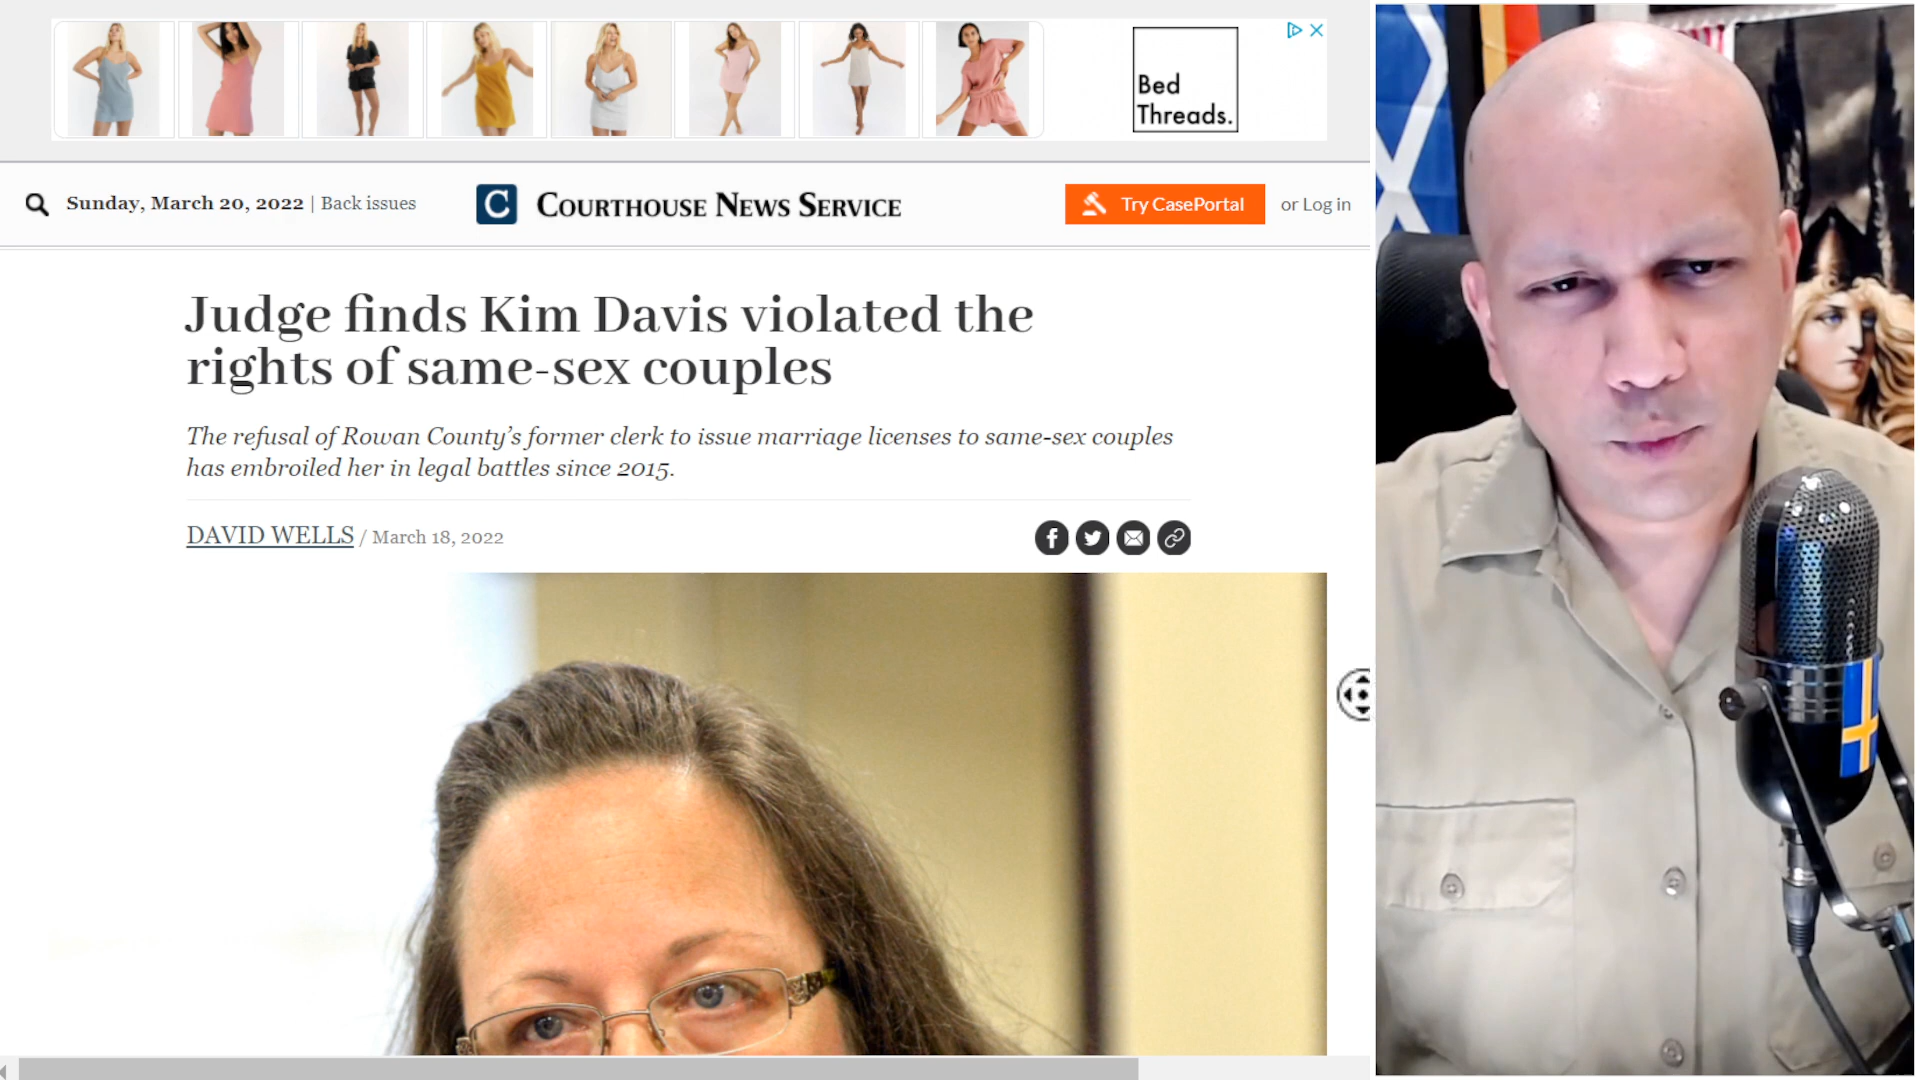 Bed
Threads.
Sunday, March 20, 2022 | Back issues
C
COURTHOUSE NEWS SERVICE
Try CasePortal
or Log in
Judge finds Kim Davis violated the
rights of same-sex couples
The refusal of Rowan County's former clerk to issue marriage licenses to same-sex couples
has embroiled her in legal battles since 2015.
DAVID WELLS / March 18, 2022